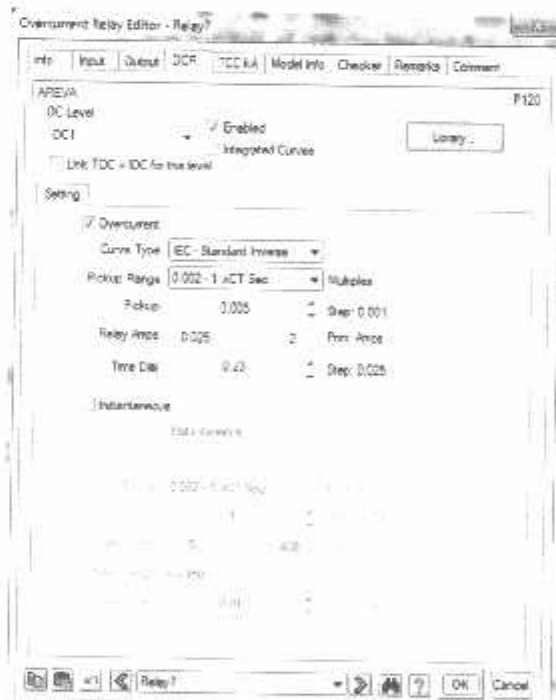 Overcurrent Relay Editor - Relay7
Info Input Output OCR TCC kA Model Info Checker Remarks Comment
AREVA P120
OC Level
OC1
Enabled
Integrated Curves
Library...
Link TOC + IOC for this level
Setting
Overcurrent
Curve Type IEC - Standard Inverse
Pickup Range 0.002 - 1 xCT Sec Multiples
Pickup 0.005 Step: 0.001
Relay Amps 0.025 2 Prim. Amps
Time Dial Step: 0.025
Instantaneous
Relay7 OK Cancel